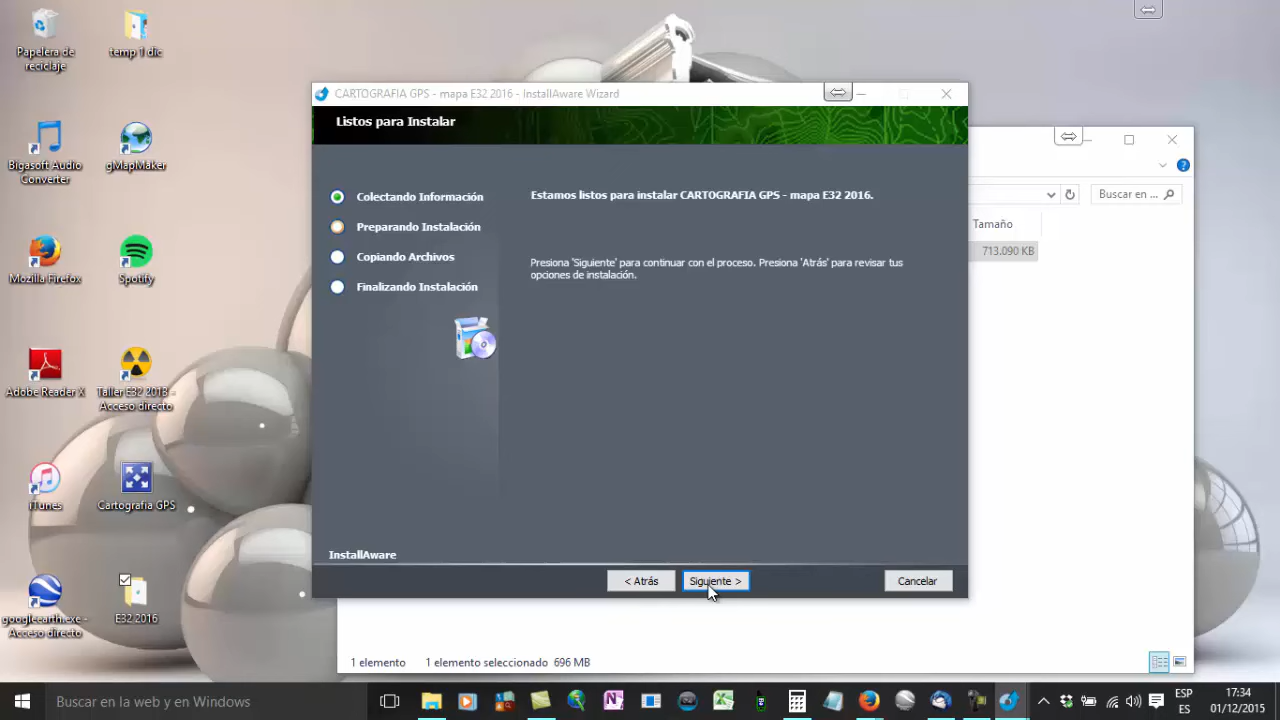 Papelera de
reciclaje
temp 1 dic
Bigasoft Audio
Converter
gMapMaker
Mozilla Firefox
Spotify
Adobe Reader X
Taller E32 2013 -
Acceso directo
iTunes
Cartografia GPS
googleearth.exe -
Acceso directo
E32 2016
CARTOGRAFIA GPS - mapa E32 2016 - InstallAware Wizard
Listos para Instalar
Colectando Información
Preparando Instalación
Copiando Archivos
Finalizando Instalación
Estamos listos para instalar CARTOGRAFIA GPS - mapa E32 2016.
Presiona 'Siguiente' para continuar con el proceso. Presiona 'Atrás' para revisar tus
opciones de instalación.
InstallAware
< Atrás
Siguiente >
Cancelar
Buscar en ...
Tamaño
713.090 KB
1 elemento
1 elemento seleccionado 696 MB
Buscar en la web y en Windows
ESP
ES
17:34
01/12/2015